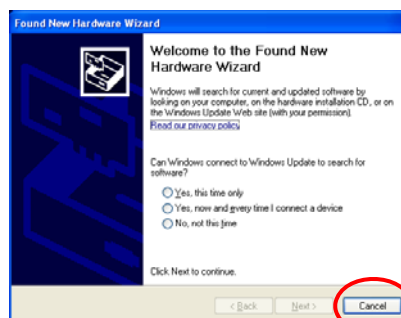 Found New Hardware Wizard
Welcome to the Found New
Hardware Wizard
Windows will search for current and updated software by
looking on your computer, on the hardware installation CD, or on
the Windows Update Web site (with your permission).
Read our privacy policy
Can Windows connect to Windows Update to search for
software?
Yes, this time only
Yes, now and every time I connect a device
No, not this time
Click Next to continue.
< Back Next > Cancel